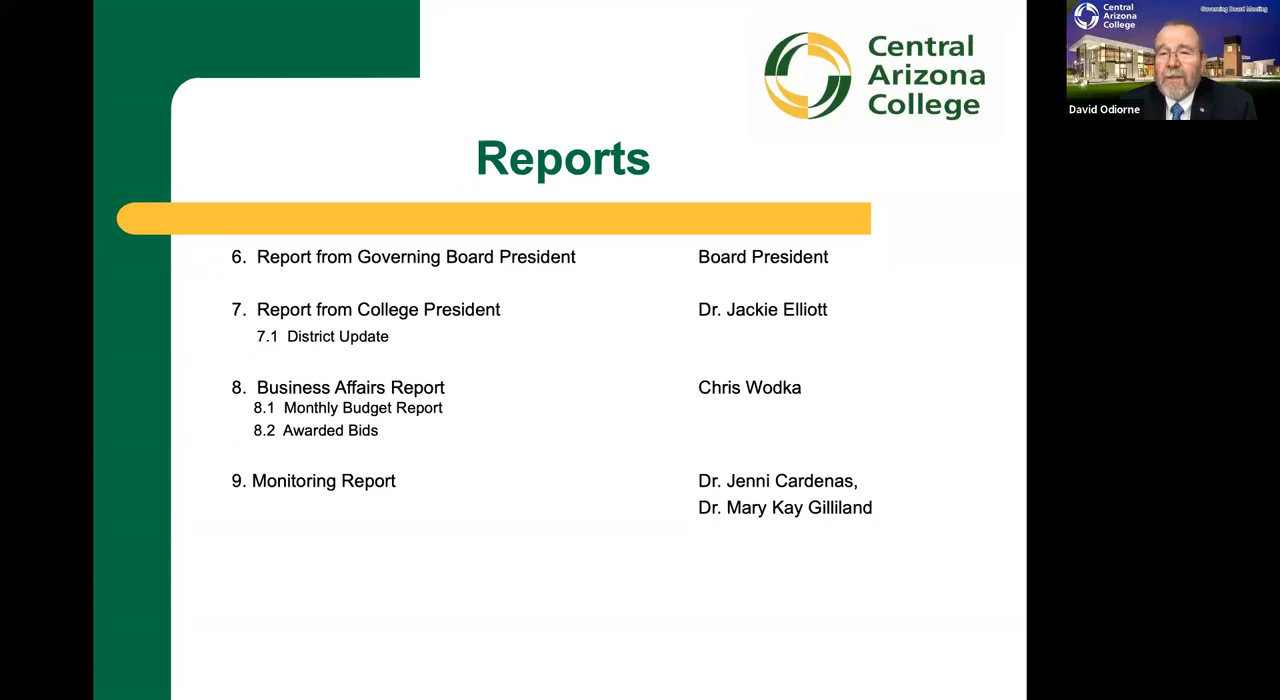 Central
Arizona
College
Reports
6. Report from Governing Board President Board President
7. Report from College President Dr. Jackie Elliott
7.1 District Update
8. Business Affairs Report Chris Wodka
8.1 Monthly Budget Report
8.2 Awarded Bids
9. Monitoring Report Dr. Jenni Cardenas,
Dr. Mary Kay Gilliland
Central
Arizona
College
Governing Board Meeting
David Odiorne